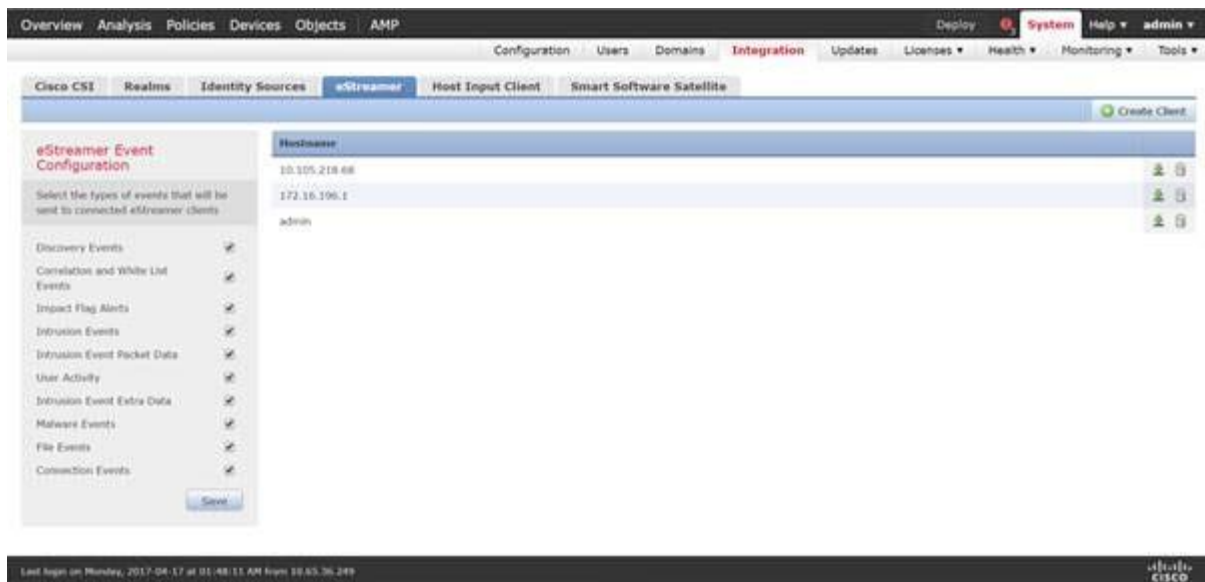 Overview Analysis Policies Devices Objects AMP Deploy System Help ▾ admin ▾
Configuration Users Domains Integration Updates Licenses ▾ Health ▾ Monitoring ▾ Tools ▾
Cisco CSI Realms Identity Sources eStreamer Host Input Client Smart Software Satellite
Create Client
eStreamer Event
Configuration
Select the types of events that will be
sent to connected eStreamer clients
Discovery Events
Correlation and White List
Events
Impact Flag Alerts
Intrusion Events
Intrusion Event Packet Data
User Activity
Intrusion Event Extra Data
Malware Events
File Events
Connection Events
Save
Hostname
10.105.218.68
172.16.196.1
admin
Last login on Monday, 2017-04-17 at 01:48:11 AM from 10.65.36.249
CISCO